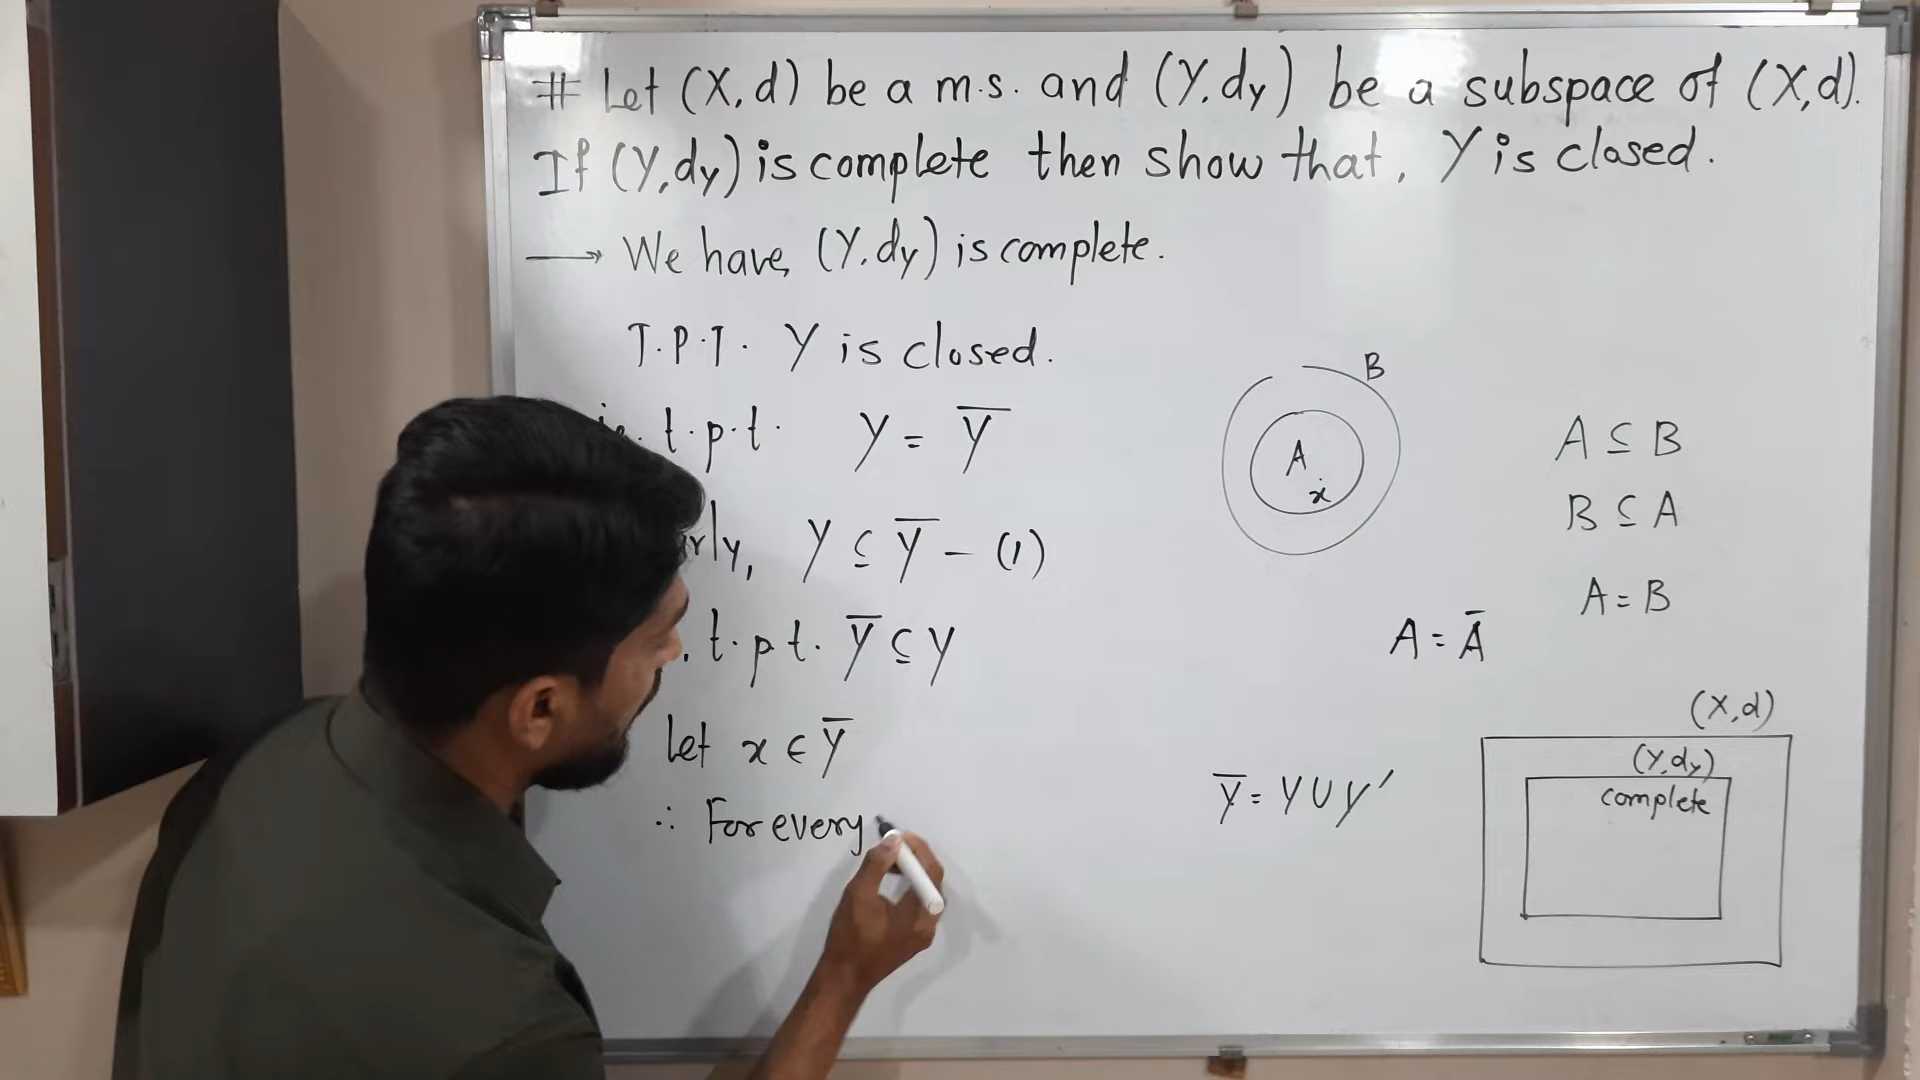 # Let (X,d) be a m.s. and (Y,dy) be a subspace of (X,d).
If (Y,dy) is complete then show that, Y is closed.
→ We have, (Y,dy) is complete.
T.P.T. Y is closed.
t.p.t. Y = Y̅
Y ⊆ Y̅ – (1)
t.p.t. Y̅ ⊆ Y
Let x ∈ Y̅
∴ For every
B
A
x
A ⊆ B
B ⊆ A
A = B
A = A̅
Y̅ = Y ∪ Y′
(X,d)
(Y,dy)
complete